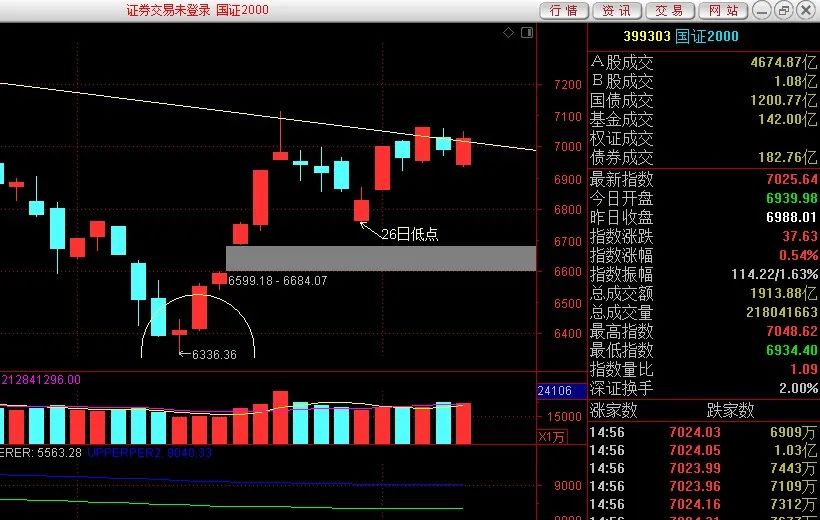 证券交易未登录 国证2000
行情 资讯 交易 网站
399303 国证2000
A股成交 4674.87亿
B股成交 1.08亿
国债成交 1200.77亿
基金成交 142.00亿
权证成交
债券成交 182.76亿
最新指数 7025.64
今日开盘 6939.98
昨日收盘 6988.01
指数涨跌 37.63
指数涨幅 0.54%
指数振幅 114.22/1.63%
总成交额 1913.88亿
总成交量 218041663
最高指数 7048.62
最低指数 6934.40
指数量比 1.09
深证换手 2.00%
涨家数 跌家数
14:56 7024.03 6909万
14:56 7024.05 1.03亿
14:56 7023.99 7443万
14:56 7023.96 7109万
14:56 7024.16 7312万
7200
7100
7000
6900
6800
6700
6600
6500
6400
26日低点
6599.18 - 6684.07
6336.36
212841296.00
24106
15000
X1万
ERER: 5563.28 UPPERPER2: 9040.33
9000